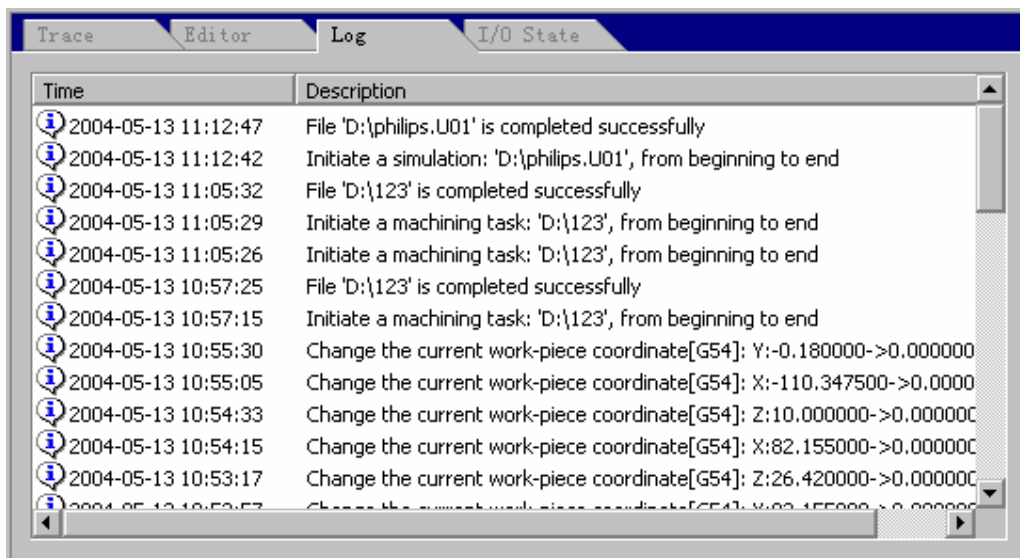 Trace Editor Log I/O State
Time Description
2004-05-13 11:12:47 File 'D:\philips.U01' is completed successfully
2004-05-13 11:12:42 Initiate a simulation: 'D:\philips.U01', from beginning to end
2004-05-13 11:05:32 File 'D:\123' is completed successfully
2004-05-13 11:05:29 Initiate a machining task: 'D:\123', from beginning to end
2004-05-13 11:05:26 Initiate a machining task: 'D:\123', from beginning to end
2004-05-13 10:57:25 File 'D:\123' is completed successfully
2004-05-13 10:57:15 Initiate a machining task: 'D:\123', from beginning to end
2004-05-13 10:55:30 Change the current work-piece coordinate[G54]: Y:-0.180000->0.000000
2004-05-13 10:55:05 Change the current work-piece coordinate[G54]: X:-110.347500->0.0000
2004-05-13 10:54:33 Change the current work-piece coordinate[G54]: Z:10.000000->0.00000
2004-05-13 10:54:15 Change the current work-piece coordinate[G54]: X:82.155000->0.00000
2004-05-13 10:53:17 Change the current work-piece coordinate[G54]: Z:26.420000->0.00000